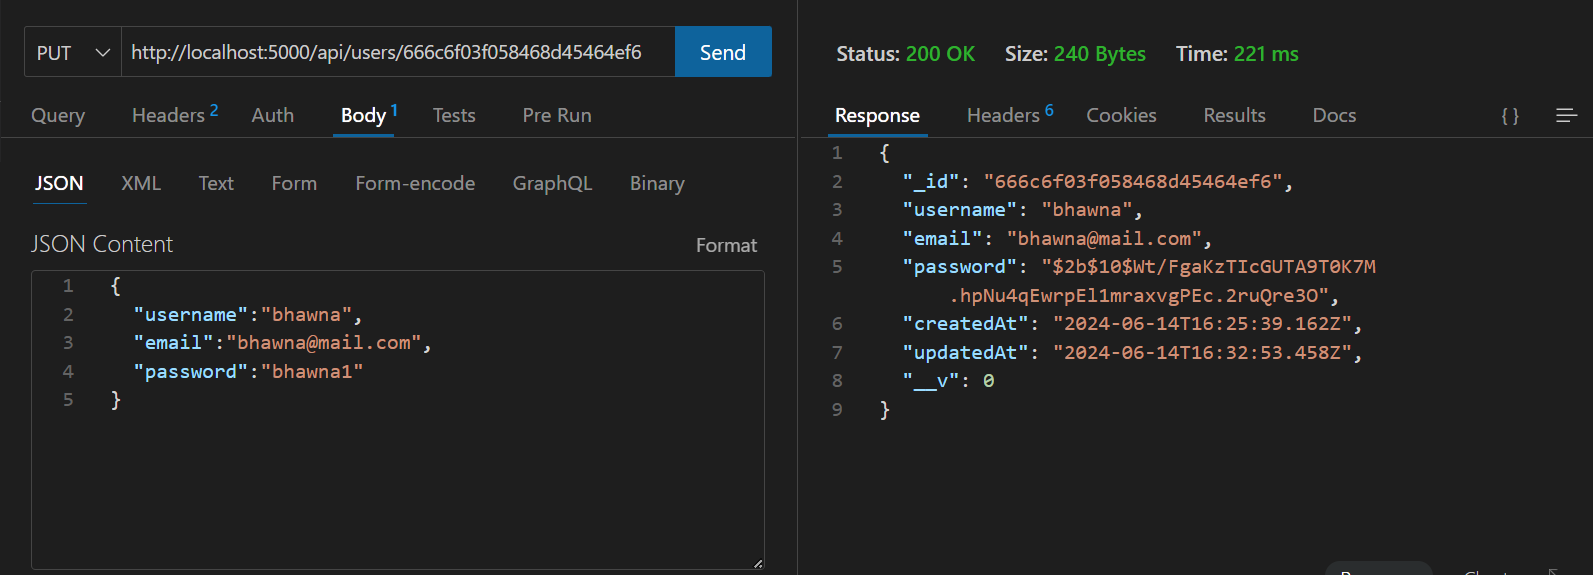 PUT http://localhost:5000/api/users/666c6f03f058468d45464ef6 Send
Query Headers 2 Auth Body 1 Tests Pre Run
JSON XML Text Form Form-encode GraphQL Binary
JSON Content Format
1 {
2 "username":"bhawna",
3 "email":"bhawna@mail.com",
4 "password":"bhawna1"
5 }
Status: 200 OK Size: 240 Bytes Time: 221 ms
Response Headers 6 Cookies Results Docs { }
1 {
2 "_id": "666c6f03f058468d45464ef6",
3 "username": "bhawna",
4 "email": "bhawna@mail.com",
5 "password": "$2b$10$Wt/FgaKzTIcGUTA9T0K7M
.hpNu4qEwrpEl1mraxvgPEc.2ruQre3O",
6 "createdAt": "2024-06-14T16:25:39.162Z",
7 "updatedAt": "2024-06-14T16:32:53.458Z",
8 "__v": 0
9 }